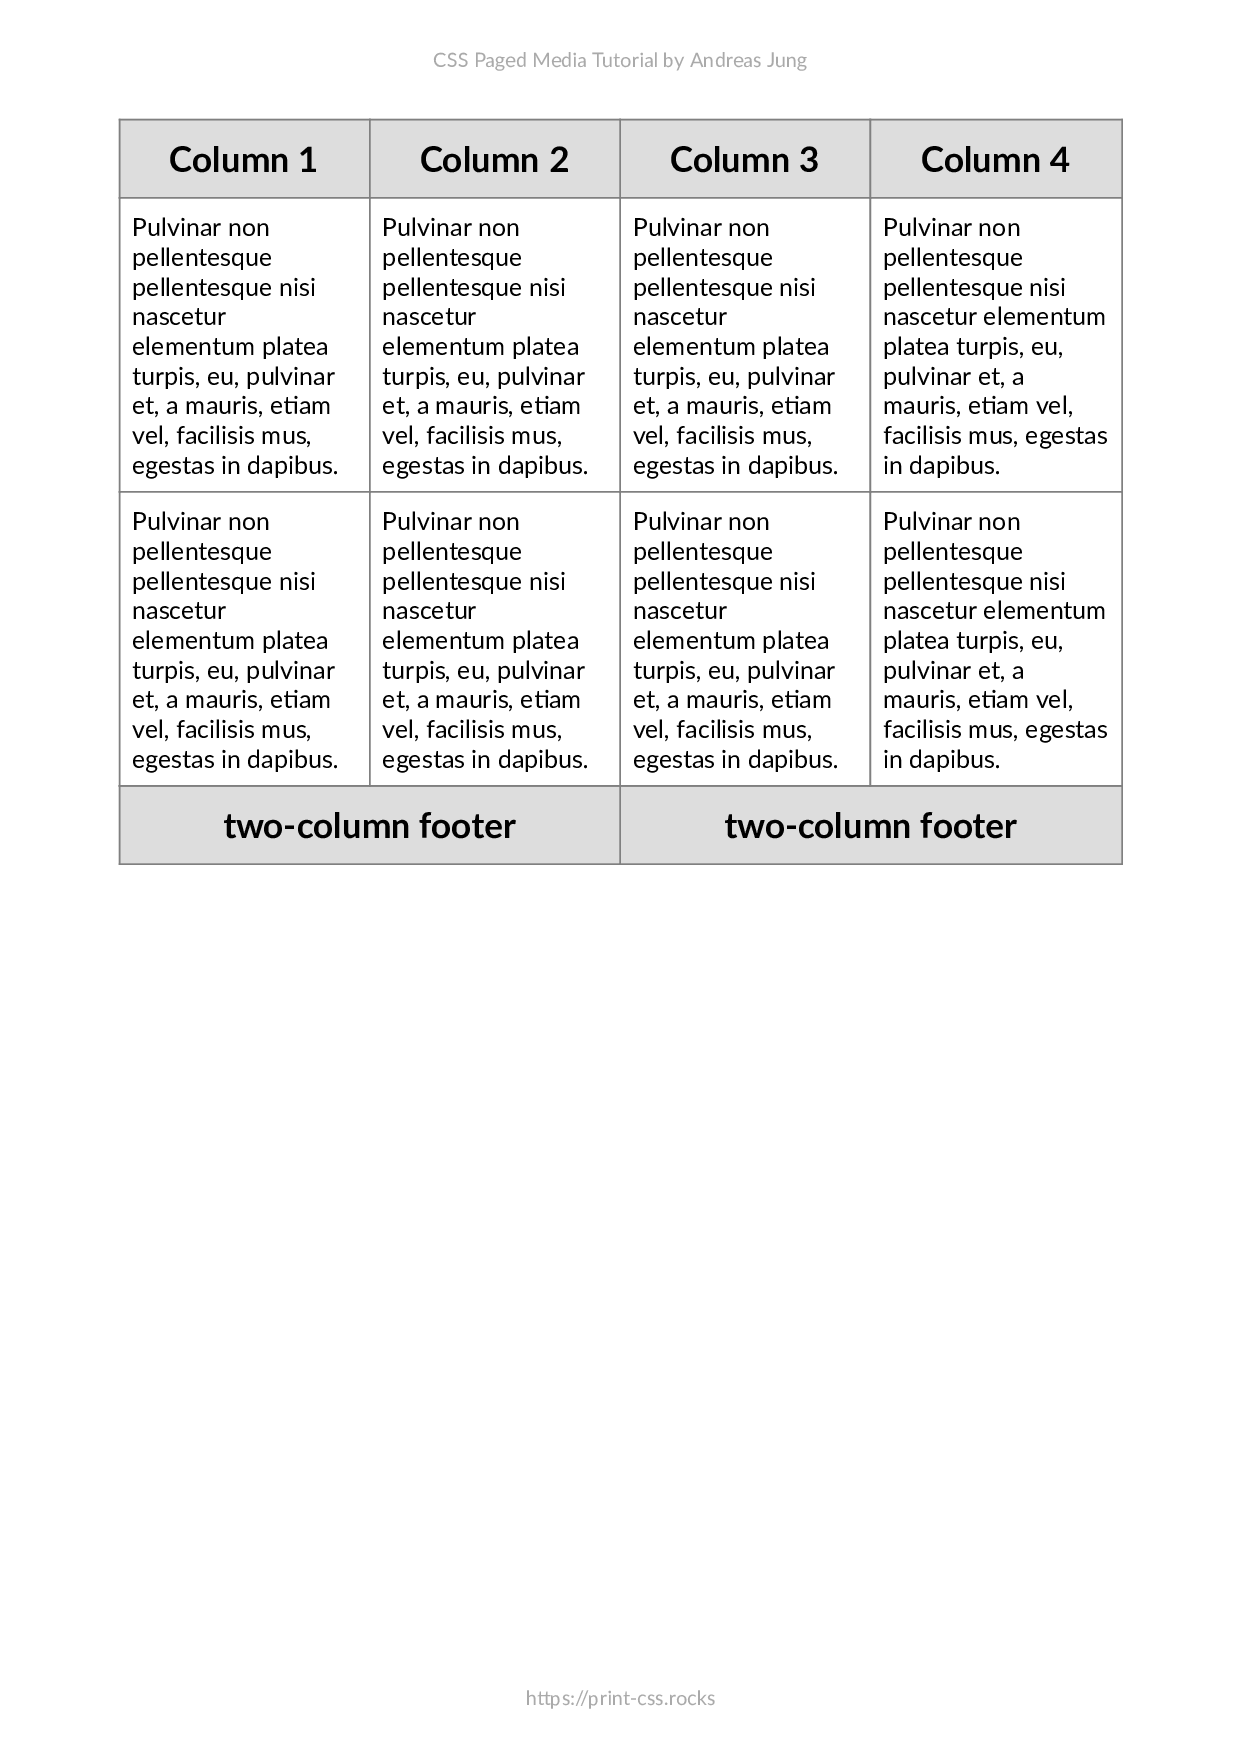 CSS Paged Media Tutorial by Andreas Jung
Column 1
Column 2
Column 3
Column 4
Pulvinar non
pellentesque
pellentesque nisi
nascetur
elementum platea
turpis, eu, pulvinar
et, a mauris, etiam
vel, facilisis mus,
egestas in dapibus.
Pulvinar non
pellentesque
pellentesque nisi
nascetur
elementum platea
turpis, eu, pulvinar
et, a mauris, etiam
vel, facilisis mus,
egestas in dapibus.
Pulvinar non
pellentesque
pellentesque nisi
nascetur
elementum platea
turpis, eu, pulvinar
et, a mauris, etiam
vel, facilisis mus,
egestas in dapibus.
Pulvinar non
pellentesque
pellentesque nisi
nascetur elementum
platea turpis, eu,
pulvinar et, a
mauris, etiam vel,
facilisis mus, egestas
in dapibus.
Pulvinar non
pellentesque
pellentesque nisi
nascetur
elementum platea
turpis, eu, pulvinar
et, a mauris, etiam
vel, facilisis mus,
egestas in dapibus.
Pulvinar non
pellentesque
pellentesque nisi
nascetur
elementum platea
turpis, eu, pulvinar
et, a mauris, etiam
vel, facilisis mus,
egestas in dapibus.
Pulvinar non
pellentesque
pellentesque nisi
nascetur
elementum platea
turpis, eu, pulvinar
et, a mauris, etiam
vel, facilisis mus,
egestas in dapibus.
Pulvinar non
pellentesque
pellentesque nisi
nascetur elementum
platea turpis, eu,
pulvinar et, a
mauris, etiam vel,
facilisis mus, egestas
in dapibus.
two-column footer
two-column footer
https://print-css.rocks